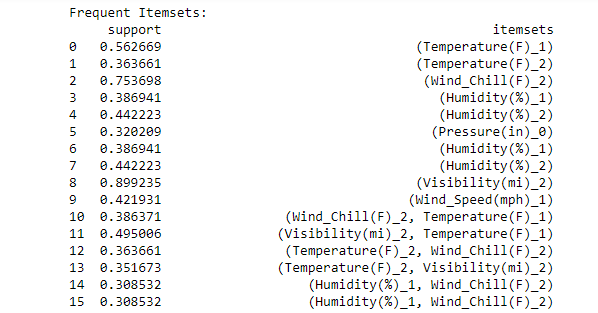 Frequent Itemsets:
support itemsets
0 0.562669 (Temperature(F)_1)
1 0.363661 (Temperature(F)_2)
2 0.753698 (Wind_Chill(F)_2)
3 0.386941 (Humidity(%)_1)
4 0.442223 (Humidity(%)_2)
5 0.320209 (Pressure(in)_0)
6 0.386941 (Humidity(%)_1)
7 0.442223 (Humidity(%)_2)
8 0.899235 (Visibility(mi)_2)
9 0.421931 (Wind_Speed(mph)_1)
10 0.386371 (Wind_Chill(F)_2, Temperature(F)_1)
11 0.495006 (Visibility(mi)_2, Temperature(F)_1)
12 0.363661 (Temperature(F)_2, Wind_Chill(F)_2)
13 0.351673 (Temperature(F)_2, Visibility(mi)_2)
14 0.308532 (Humidity(%)_1, Wind_Chill(F)_2)
15 0.308532 (Humidity(%)_1, Wind_Chill(F)_2)